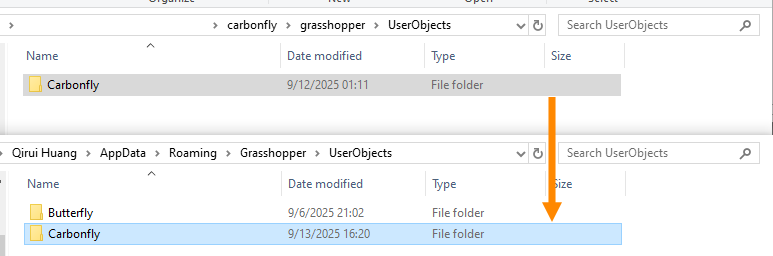 Organize New Open Select
carbonfly > grasshopper > UserObjects Search UserObjects
Name Date modified Type Size
Carbonfly 9/12/2025 01:11 File folder
Qirui Huang > AppData > Roaming > Grasshopper > UserObjects Search UserObjects
Name Date modified Type Size
Butterfly 9/6/2025 21:02 File folder
Carbonfly 9/13/2025 16:20 File folder